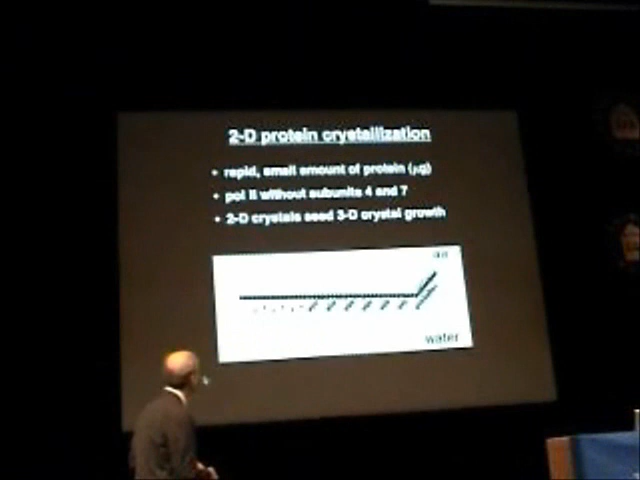 2-D protein crystallization
• rapid, small amount of protein (µg)
• pol II without subunits 4 and 7
• 2-D crystals seed 3-D crystal growth
air
water